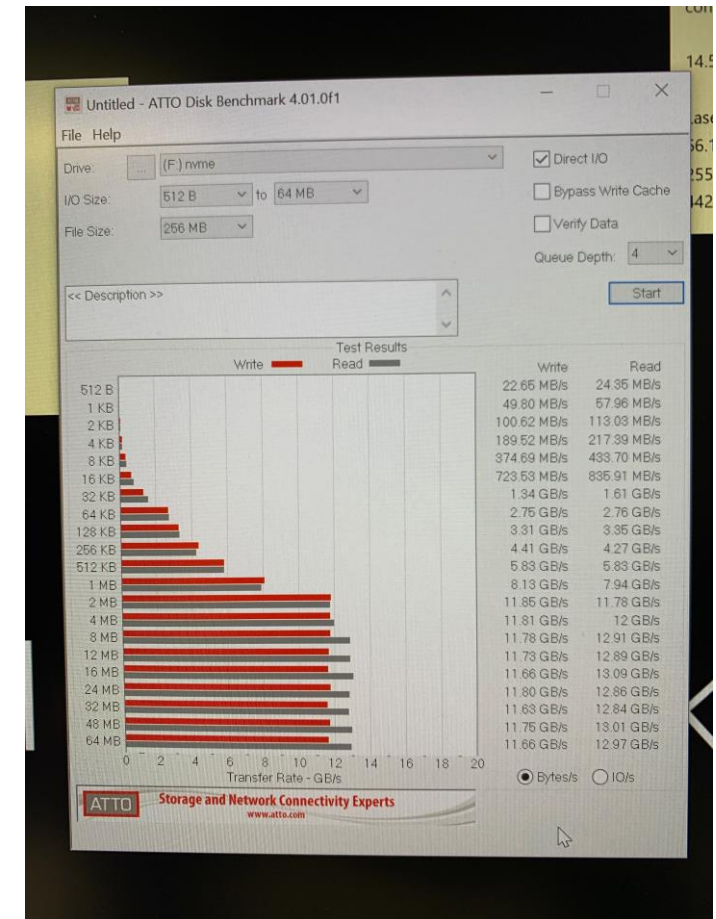 con
14.5
Untitled - ATTO Disk Benchmark 4.01.0f1
File Help
Drive: ... (F:) nvme
Direct I/O
I/O Size: 512 B to 64 MB
Bypass Write Cache
File Size: 256 MB
Verify Data
Queue Depth: 4
<< Description >>
Start
Test Results
Write Read
Write Read
512 B 22.65 MB/s 24.35 MB/s
1 KB 49.80 MB/s 57.96 MB/s
2 KB 100.62 MB/s 113.03 MB/s
4 KB 189.52 MB/s 217.39 MB/s
8 KB 374.69 MB/s 433.70 MB/s
16 KB 723.53 MB/s 835.91 MB/s
32 KB 1.34 GB/s 1.61 GB/s
64 KB 2.75 GB/s 2.76 GB/s
128 KB 3.31 GB/s 3.35 GB/s
256 KB 4.41 GB/s 4.27 GB/s
512 KB 5.83 GB/s 5.83 GB/s
1 MB 8.13 GB/s 7.94 GB/s
2 MB 11.85 GB/s 11.78 GB/s
4 MB 11.81 GB/s 12 GB/s
8 MB 11.78 GB/s 12.91 GB/s
12 MB 11.73 GB/s 12.89 GB/s
16 MB 11.66 GB/s 13.09 GB/s
24 MB 11.80 GB/s 12.86 GB/s
32 MB 11.63 GB/s 12.84 GB/s
48 MB 11.75 GB/s 13.01 GB/s
64 MB 11.66 GB/s 12.97 GB/s
0 2 4 6 8 10 12 14 16 18 20
Transfer Rate - GB/s
Bytes/s IO/s
ATTO
Storage and Network Connectivity Experts
www.atto.com